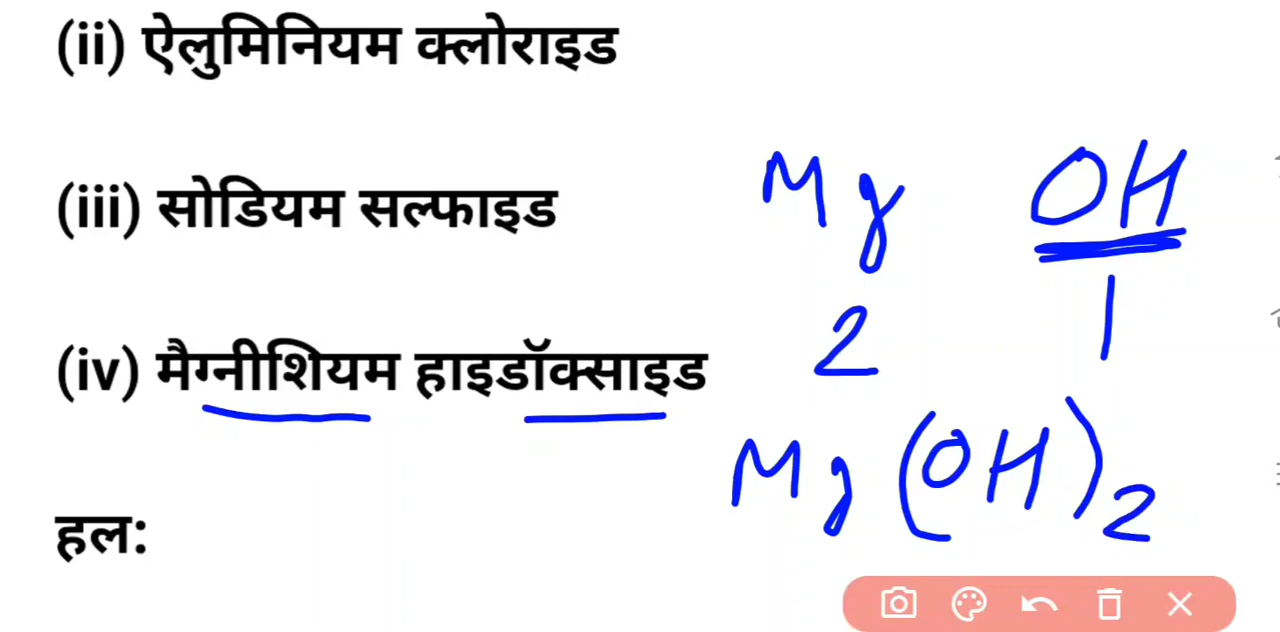 (ii) ऐलुमिनियम क्लोराइड
(iii) सोडियम सल्फाइड
Mg OH
2 1
(iv) मैग्नीशियम हाइडॉक्साइड
Mg (OH)2
हल: